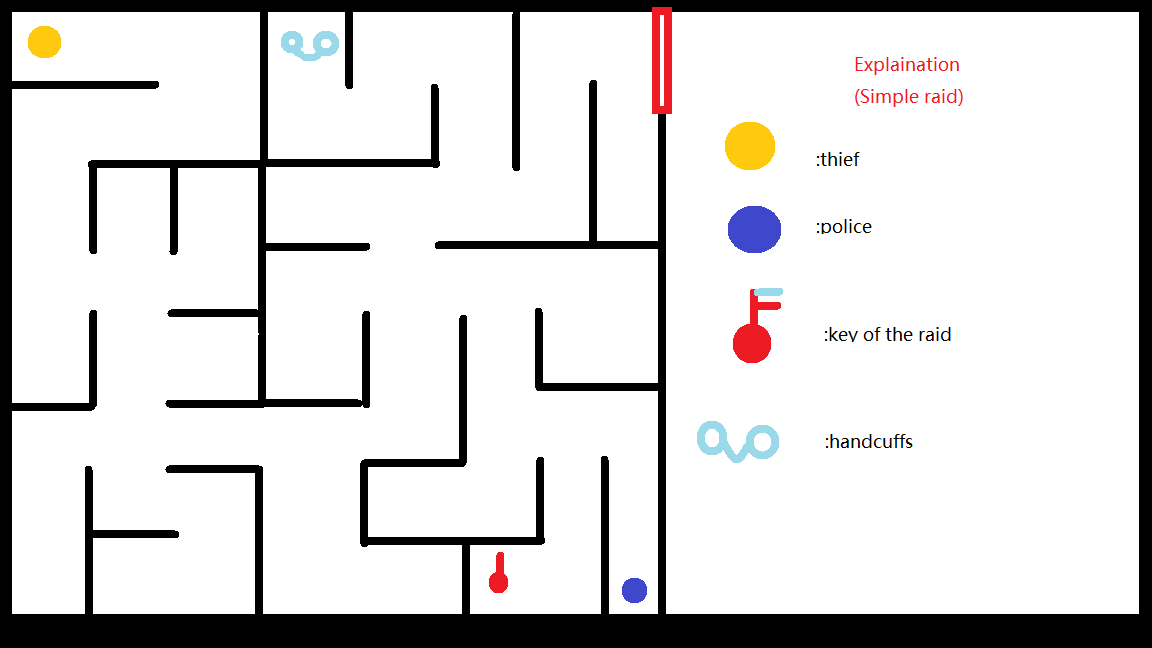 Explaination
(Simple raid)
:thief
:police
:key of the raid
:handcuffs